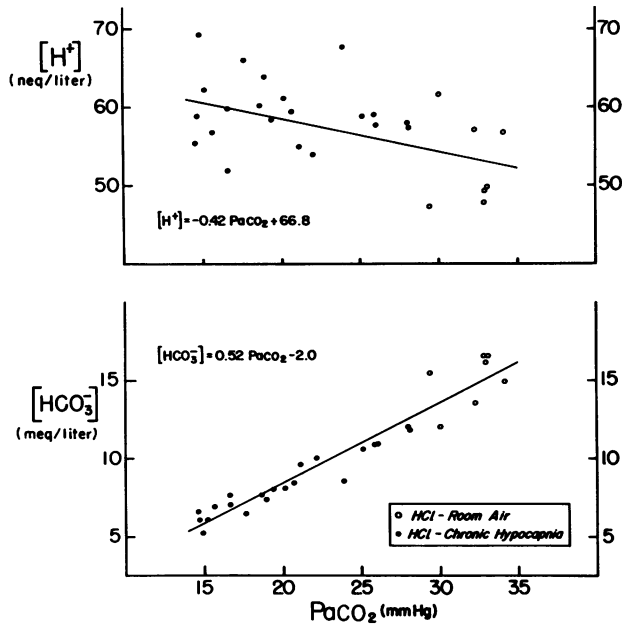 70
70
[H⁺]
(neq/liter)
60
60
50
50
[H⁺]=-0.42 PaCO₂+66.8
[HCO₃⁻]=0.52 PaCO₂-2.0
15
15
[HCO₃⁻]
(meq/liter)
10
10
HCl-Room Air
HCl-Chronic Hypocapnia
5
5
15 20 25 30 35
PaCO₂ (mmHg)